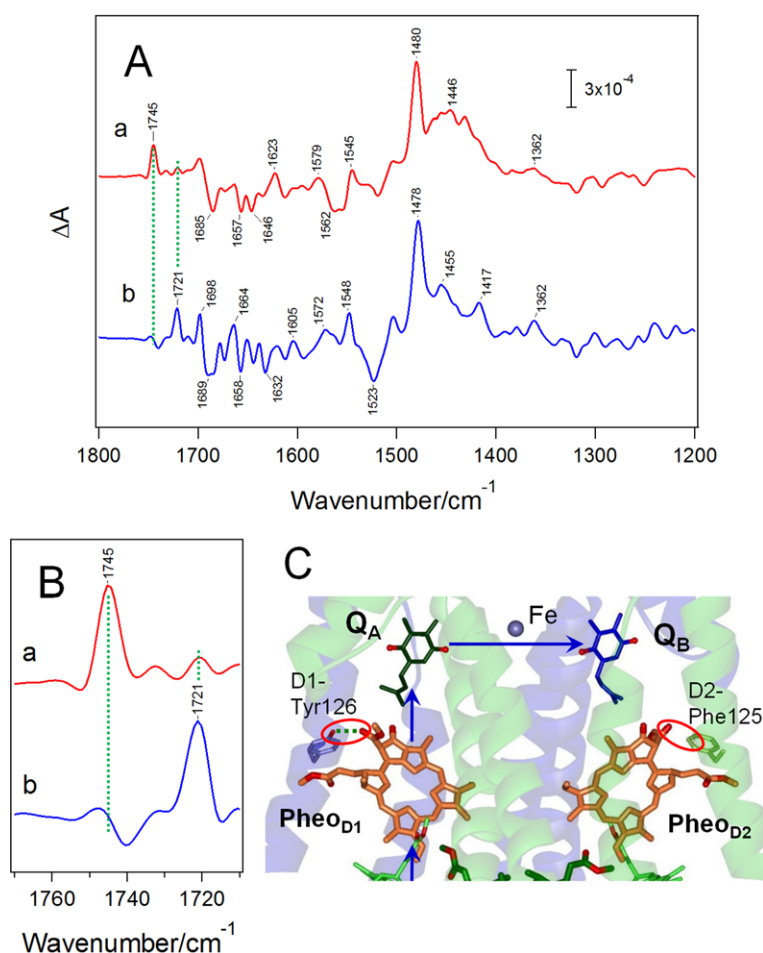 A
1480
3x10⁻⁴
1446
1745
a
1623
1579
1545
1362
1685
1657
1646
1562
ΔA
1478
b
1721
1698
1664
1605
1572
1548
1455
1417
1362
1689
1658
1632
1523
1800 1700 1600 1500 1400 1300 1200
Wavenumber/cm⁻¹
B
1745
a
1721
b
1760 1740 1720
Wavenumber/cm⁻¹
C
Q_A
Fe
Q_B
D1-
Tyr126
D2-
Phe125
Pheo_D1
Pheo_D2